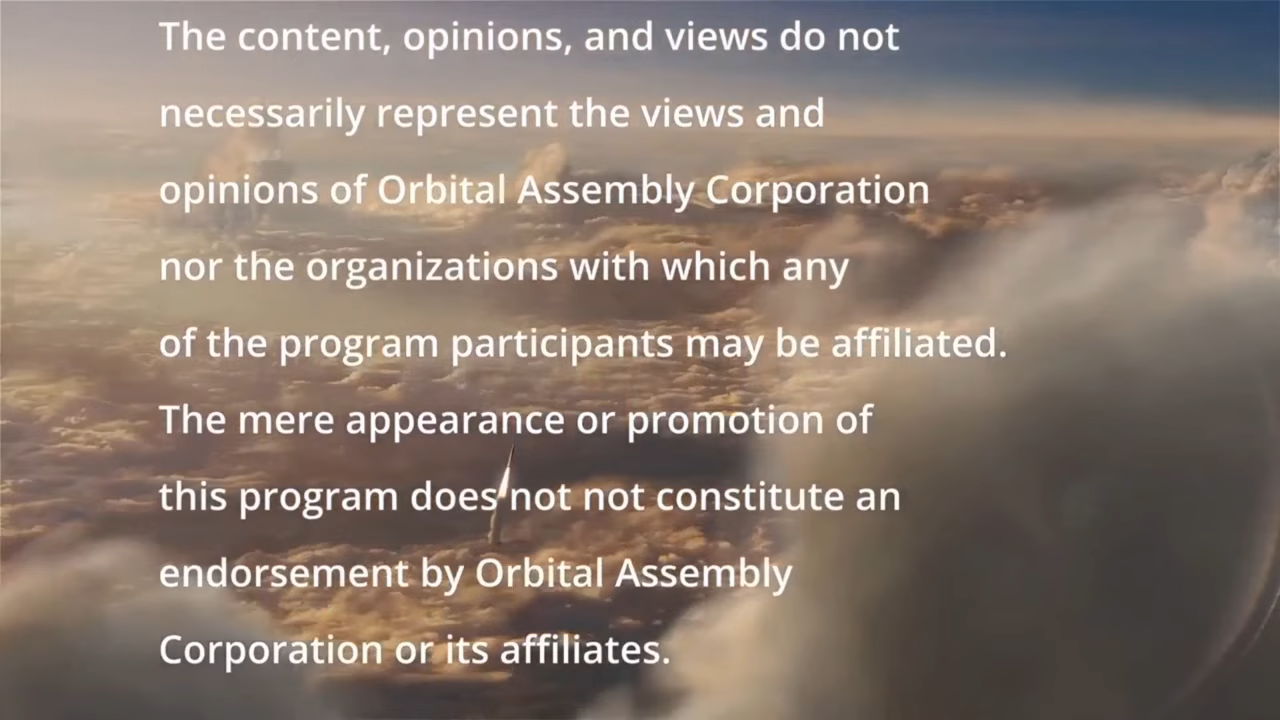 The content, opinions, and views do not
necessarily represent the views and
opinions of Orbital Assembly Corporation
nor the organizations with which any
of the program participants may be affiliated.
The mere appearance or promotion of
this program does not not constitute an
endorsement by Orbital Assembly
Corporation or its affiliates.